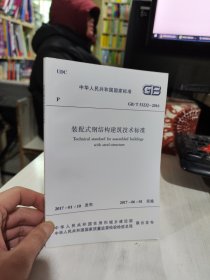 UDC
中华人民共和国国家标准
GB
P
GB/T 51232-2016
装配式钢结构建筑技术标准
Technical standard for assembled buildings
with steel-structure
2017-01-10 发布
2017-06-01 实施
中华人民共和国住房和城乡建设部
中华人民共和国国家质量监督检验检疫总局
联合发布